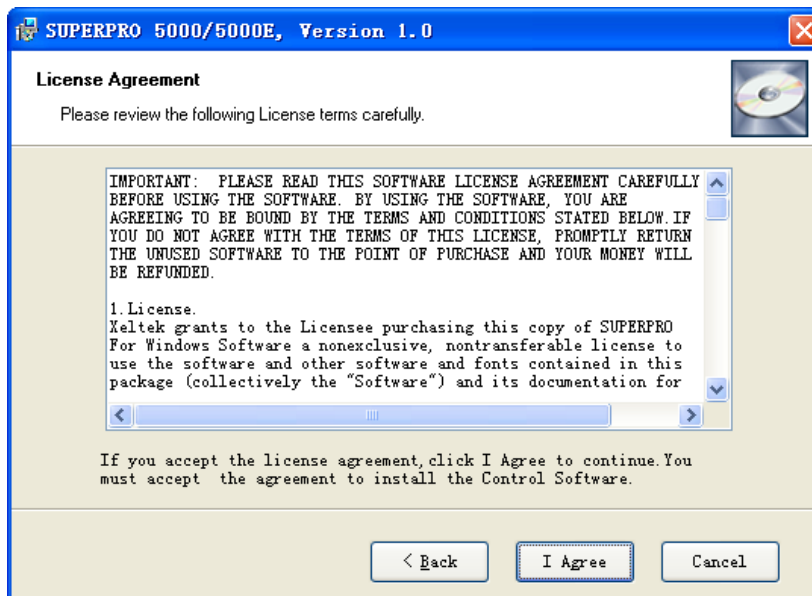 SUPERPRO 5000/5000E, Version 1.0
License Agreement
Please review the following License terms carefully.
IMPORTANT:  PLEASE READ THIS SOFTWARE LICENSE AGREEMENT CAREFULLY
BEFORE USING THE SOFTWARE. BY USING THE SOFTWARE, YOU ARE
AGREEING TO BE BOUND BY THE TERMS AND CONDITIONS STATED BELOW.IF
YOU DO NOT AGREE WITH THE TERMS OF THIS LICENSE, PROMPTLY RETURN
THE UNUSED SOFTWARE TO THE POINT OF PURCHASE AND YOUR MONEY WILL
BE REFUNDED.
1.License.
Xeltek grants to the Licensee purchasing this copy of SUPERPRO
For Windows Software a nonexclusive, nontransferable license to
use the software and other software and fonts contained in this
package (collectively the "Software") and its documentation for
If you accept the license agreement,click I Agree to continue.You
must accept  the agreement to install the Control Software.
< Back
I Agree
Cancel